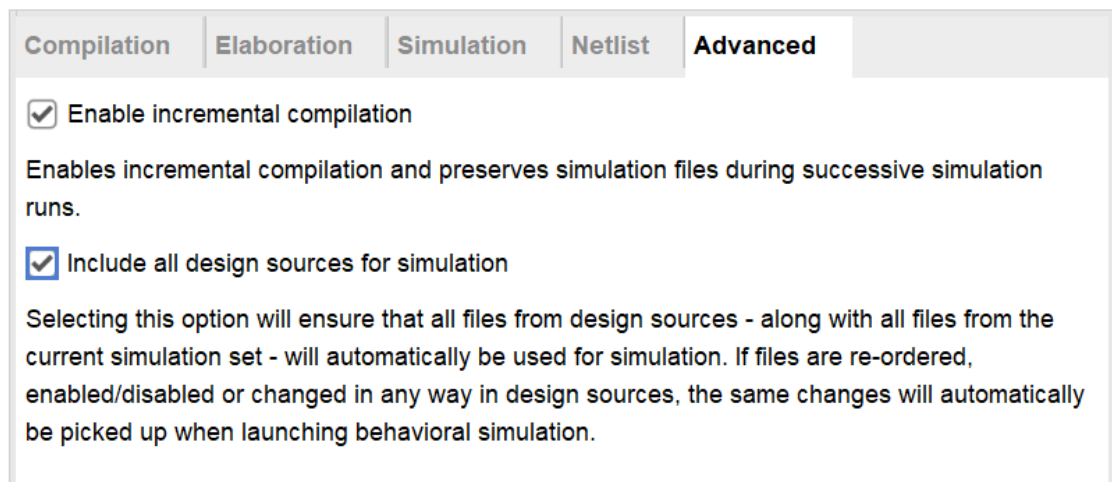 Compilation Elaboration Simulation Netlist Advanced
Enable incremental compilation
Enables incremental compilation and preserves simulation files during successive simulation
runs.
Include all design sources for simulation
Selecting this option will ensure that all files from design sources - along with all files from the
current simulation set - will automatically be used for simulation. If files are re-ordered,
enabled/disabled or changed in any way in design sources, the same changes will automatically
be picked up when launching behavioral simulation.